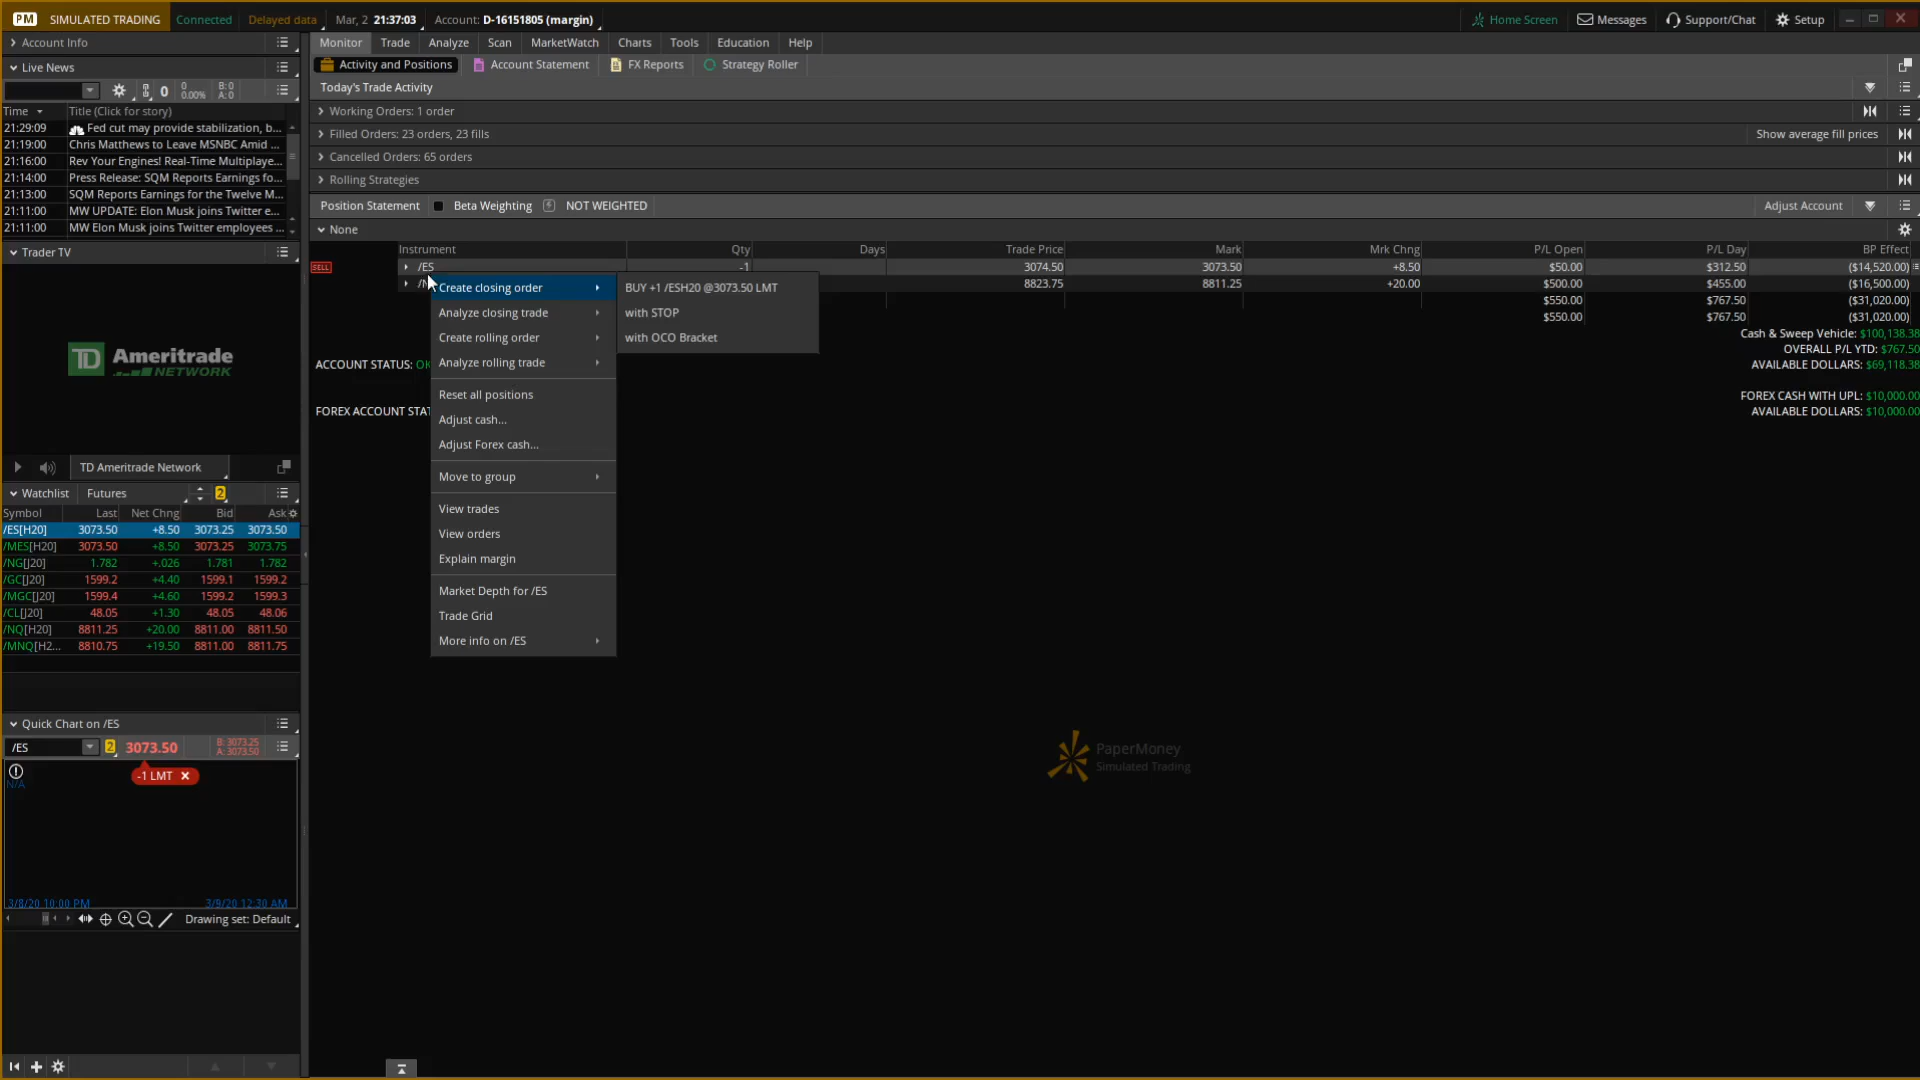 PM SIMULATED TRADING Connected Delayed data Mar, 2 21:37:03 Account: D-16151805 (margin) Home Screen Messages Support/Chat Setup
Account Info
Live News
0 0 0.00% B: 0 A: 0
Time Title (Click for story)
21:29:09 Fed cut may provide stabilization, b...
21:19:00 Chris Matthews to Leave MSNBC Amid ...
21:16:00 Rev Your Engines! Real-Time Multiplaye...
21:14:00 Press Release: SQM Reports Earnings fo...
21:13:00 SQM Reports Earnings for the Twelve M...
21:11:00 MW UPDATE: Elon Musk joins Twitter e...
21:11:00 MW Elon Musk joins Twitter employees ...
Trader TV
TD Ameritrade
NETWORK
TD Ameritrade Network
Watchlist Futures 2
Symbol Last Net Chng Bid Ask
/ES[H20] 3073.50 +8.50 3073.25 3073.50
/MES[H20] 3073.50 +8.50 3073.25 3073.75
/NG[J20] 1.782 +.026 1.781 1.782
/GC[J20] 1599.2 +4.40 1599.1 1599.2
/MGC[J20] 1599.4 +4.60 1599.2 1599.3
/CL[J20] 48.05 +1.30 48.05 48.06
/NQ[H20] 8811.25 +20.00 8811.00 8811.50
/MNQ[H2... 8810.75 +19.50 8811.00 8811.75
Quick Chart on /ES
/ES 2 3073.50 B: 3073.25 A: 3073.50
-1 LMT
N/A
3/8/20 10:00 PM 3/9/20 12:30 AM
Drawing set: Default
Monitor Trade Analyze Scan MarketWatch Charts Tools Education Help
Activity and Positions Account Statement FX Reports Strategy Roller
Today's Trade Activity
Working Orders: 1 order
Filled Orders: 23 orders, 23 fills Show average fill prices
Cancelled Orders: 65 orders
Rolling Strategies
Position Statement Beta Weighting NOT WEIGHTED Adjust Account
None
Instrument Qty Days Trade Price Mark Mrk Chng P/L Open P/L Day BP Effect
SELL /ES -1 3074.50 3073.50 +8.50 $50.00 $312.50 ($14,520.00)
8823.75 8811.25 +20.00 $500.00 $455.00 ($16,500.00)
$550.00 $767.50 ($31,020.00)
$550.00 $767.50 ($31,020.00)
Cash & Sweep Vehicle: $100,138.38
OVERALL P/L YTD: $767.50
ACCOUNT STATUS: OK AVAILABLE DOLLARS: $69,118.38
FOREX CASH WITH UPL: $10,000.00
FOREX ACCOUNT STAT AVAILABLE DOLLARS: $10,000.00
Create closing order
Analyze closing trade
Create rolling order
Analyze rolling trade
Reset all positions
Adjust cash...
Adjust Forex cash...
Move to group
View trades
View orders
Explain margin
Market Depth for /ES
Trade Grid
More info on /ES
BUY +1 /ESH20 @3073.50 LMT
with STOP
with OCO Bracket
PaperMoney
Simulated Trading